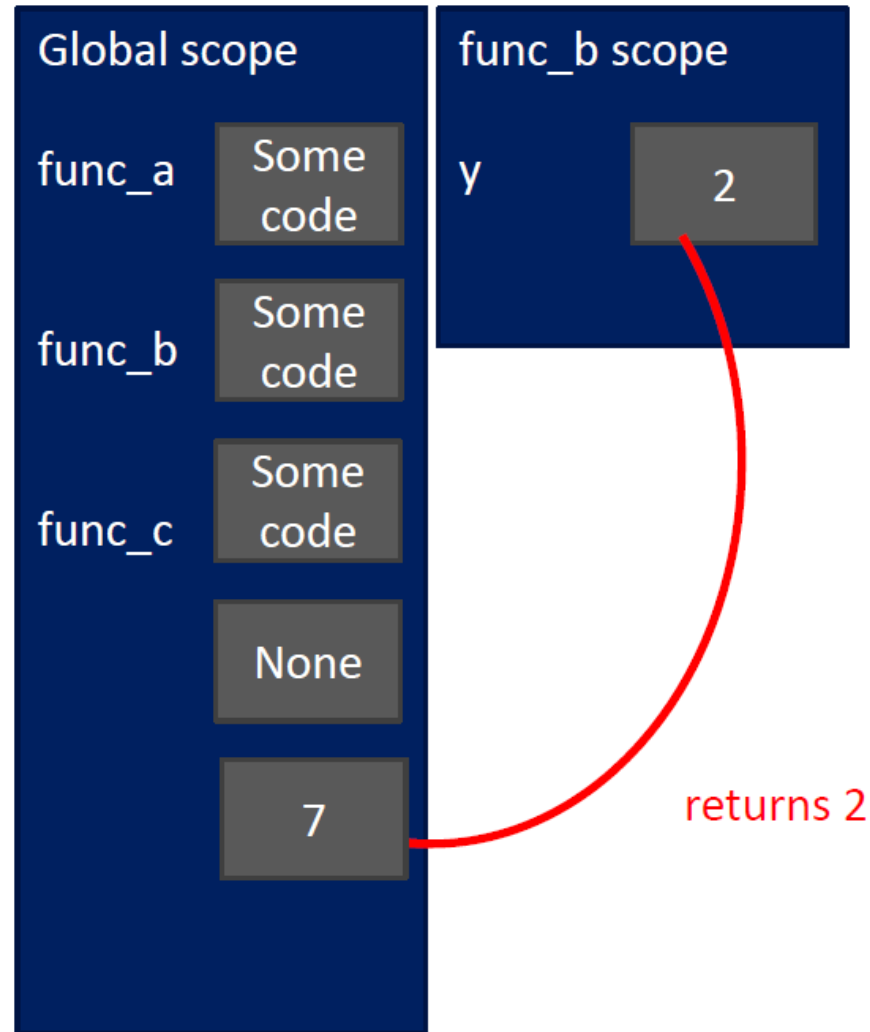 Global scope
func_a
Some
code
func_b
Some
code
func_c
Some
code
None
7
func_b scope
y
2
returns 2